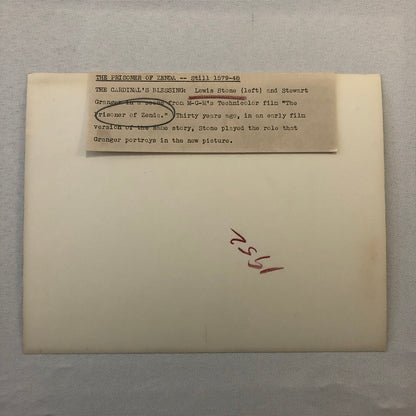 THE PRISONER OF ZENDA -- Still 1579-48
THE CARDINAL'S BLESSING: Lewis Stone (left) and Stewart
Granger in a scene from M-G-M's Technicolor film "The
Prisoner of Zenda." Thirty years ago, in an early film
version of the same story, Stone played the role that
Granger portrays in the new picture.
1952